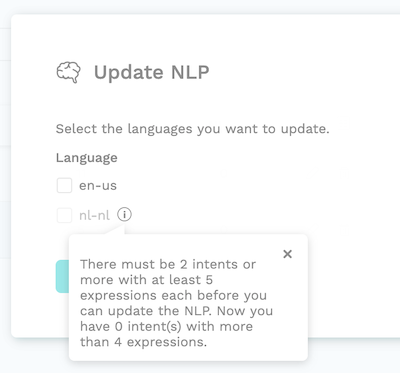 Update NLP
Select the languages you want to update.
Language
en-us
nl-nl
There must be 2 intents or
more with at least 5
expressions each before you
can update the NLP. Now you
have 0 intent(s) with more
than 4 expressions.